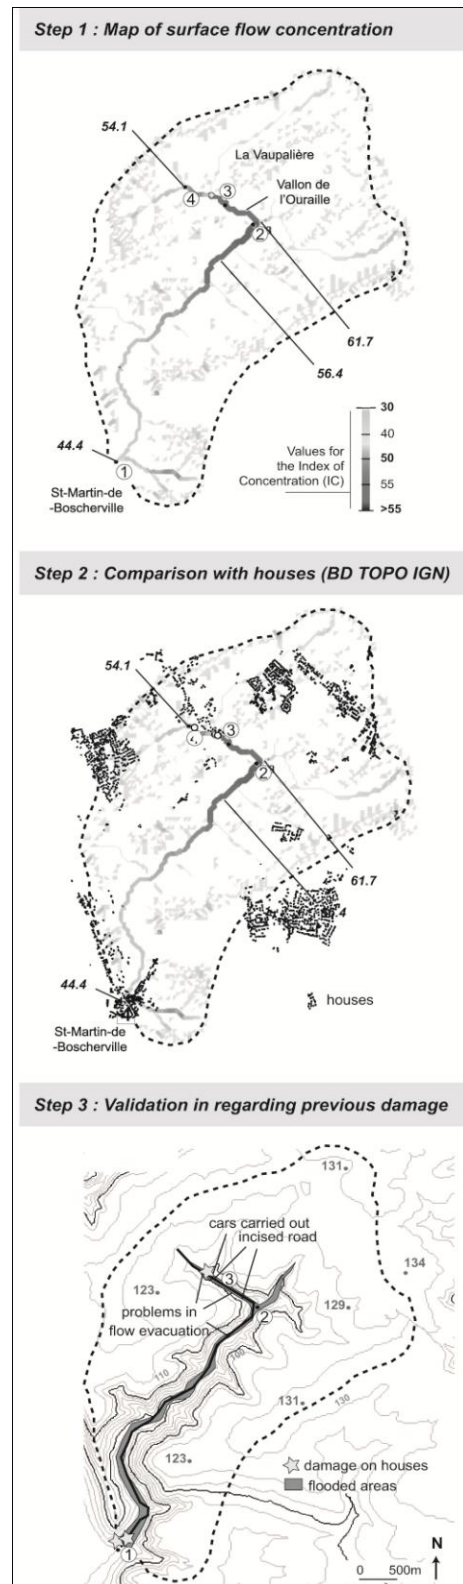 Step 1 : Map of surface flow concentration
54.1
La Vaupalière
4
3
Vallon de
l'Ouraille
2
61.7
56.4
44.4
1
St-Martin-de
-Boscherville
Values for
the Index of
Concentration (IC)
30
40
50
55
>55
Step 2 : Comparison with houses (BD TOPO IGN)
54.1
3
2
61.7
44.4
houses
St-Martin-de
-Boscherville
Step 3 : Validation in regarding previous damage
131
cars carried out
incised road
134
123
3
problems in
flow evacuation
2
129
110
100
131
130
123
damage on houses
flooded areas
1
N
0 500m